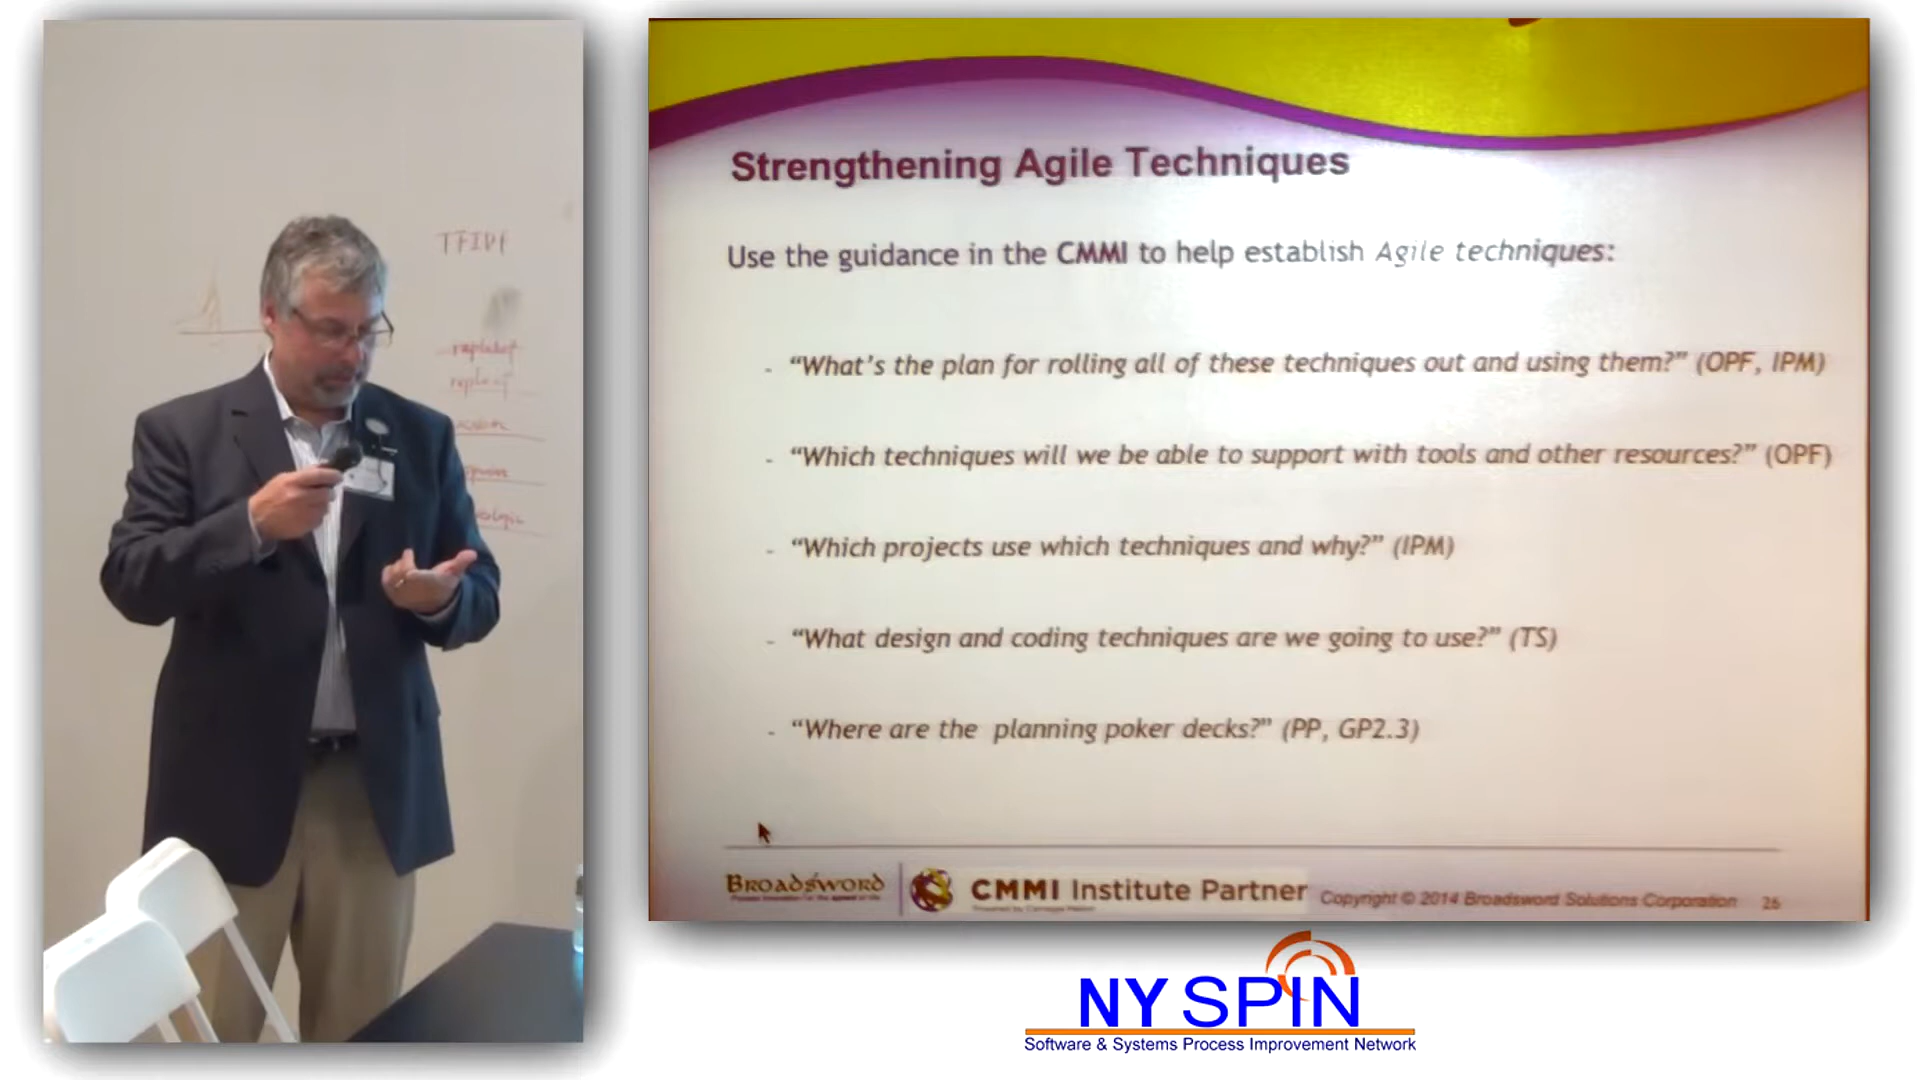 TFIDF
Strengthening Agile Techniques
Use the guidance in the CMMI to help establish Agile techniques:
- “What’s the plan for rolling all of these techniques out and using them?” (OPF, IPM)
- “Which techniques will we be able to support with tools and other resources?” (OPF)
- “Which projects use which techniques and why?” (IPM)
- “What design and coding techniques are we going to use?” (TS)
- “Where are the planning poker decks?” (PP, GP2.3)
BROADSWORD
CMMI Institute Partner
Copyright © 2014 Broadsword Solutions Corporation 26
NY SPIN
Software & Systems Process Improvement Network